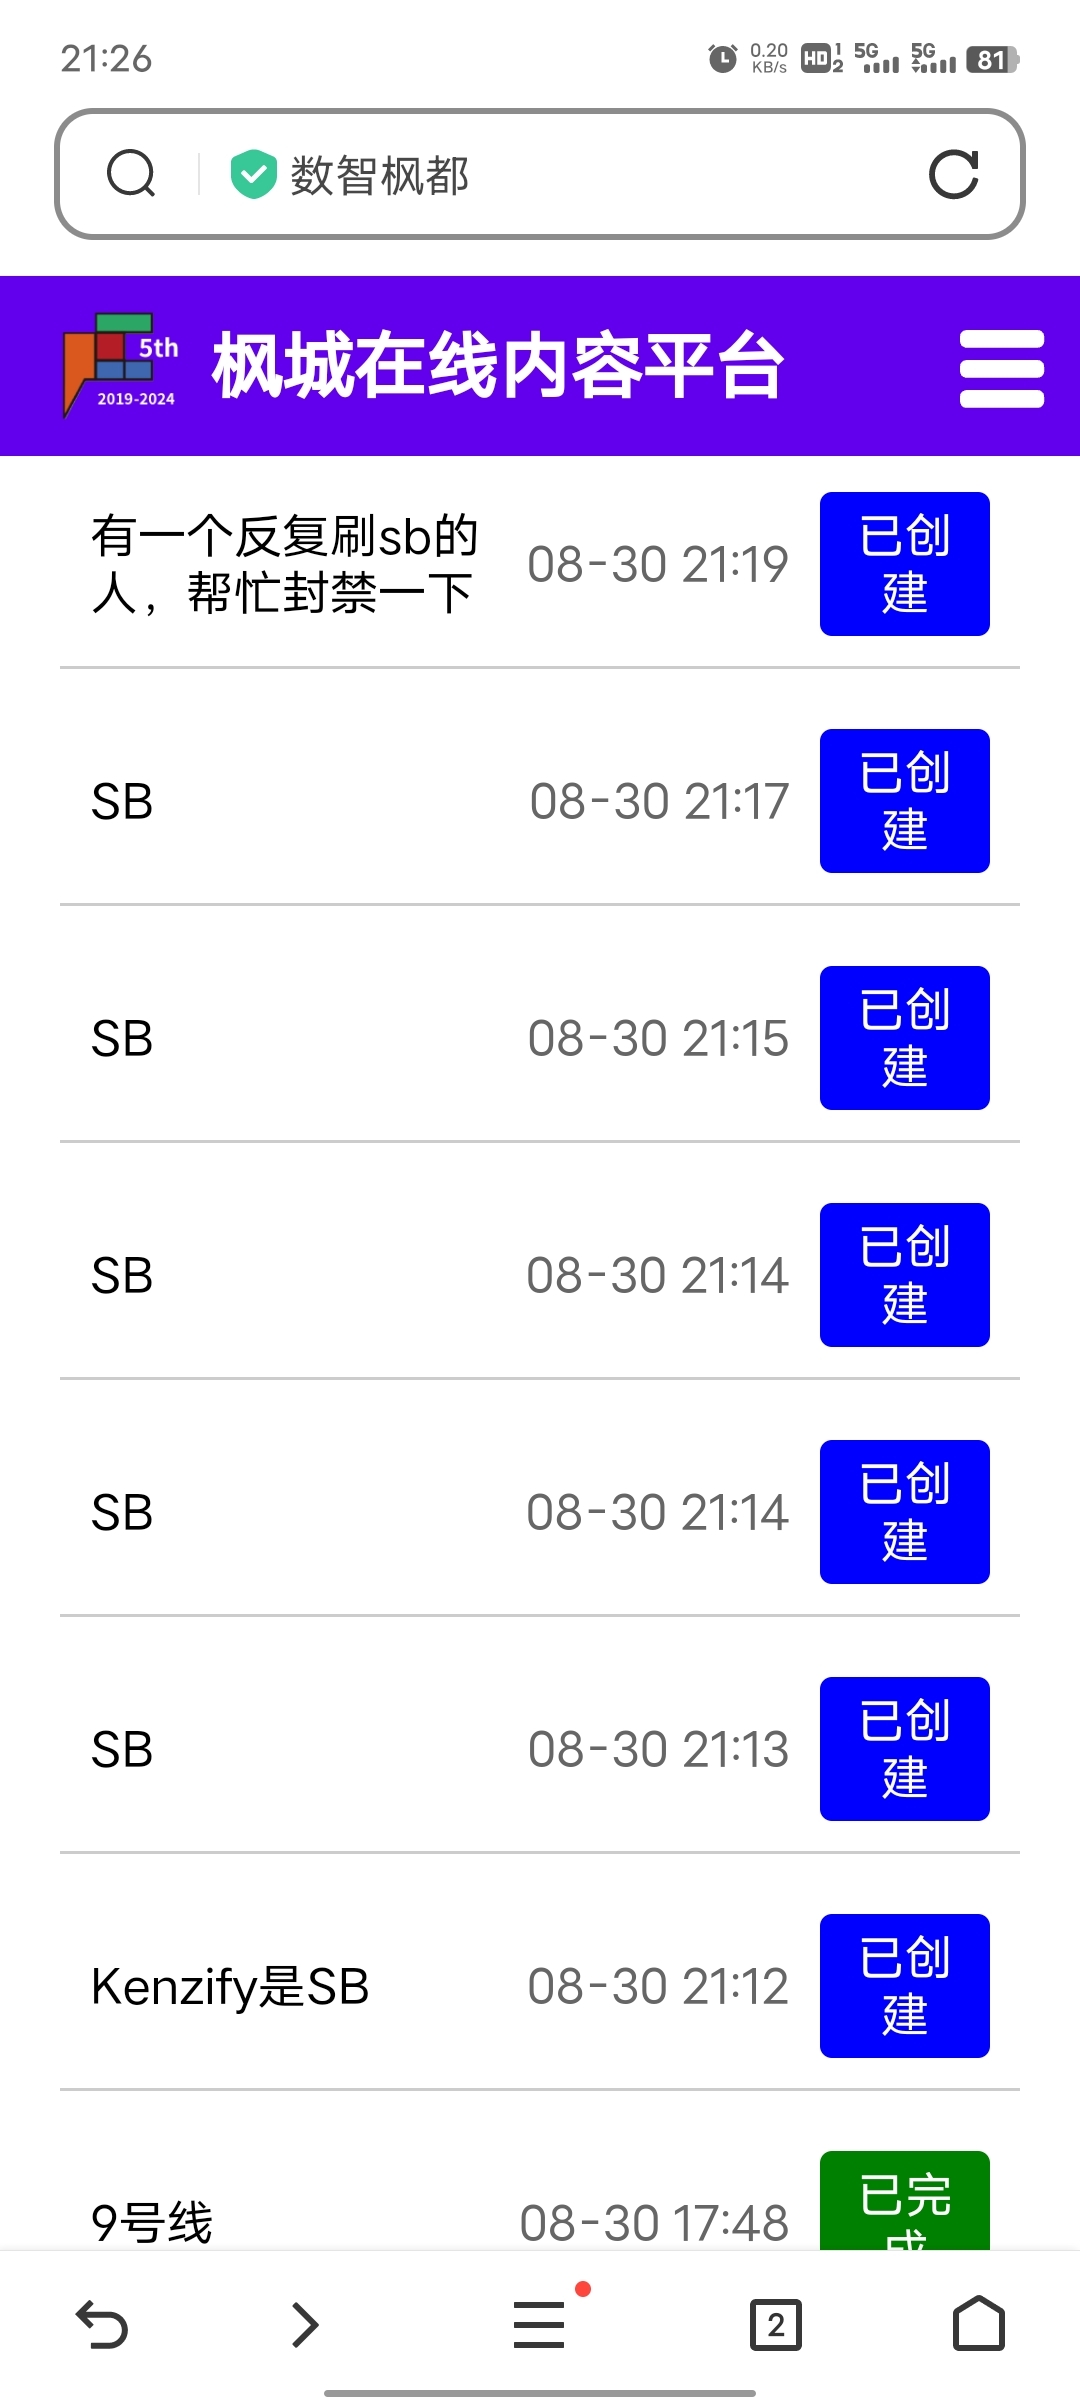 21:26
0.20
KB/s
HD 1
2
5G
5G
81
数智枫都
5th
2019-2024
枫城在线内容平台
有一个反复刷sb的
人，帮忙封禁一下
08-30 21:19
已创
建
SB
08-30 21:17
已创
建
SB
08-30 21:15
已创
建
SB
08-30 21:14
已创
建
SB
08-30 21:14
已创
建
SB
08-30 21:13
已创
建
Kenzify是SB
08-30 21:12
已创
建
9号线
08-30 17:48
已完
成
2